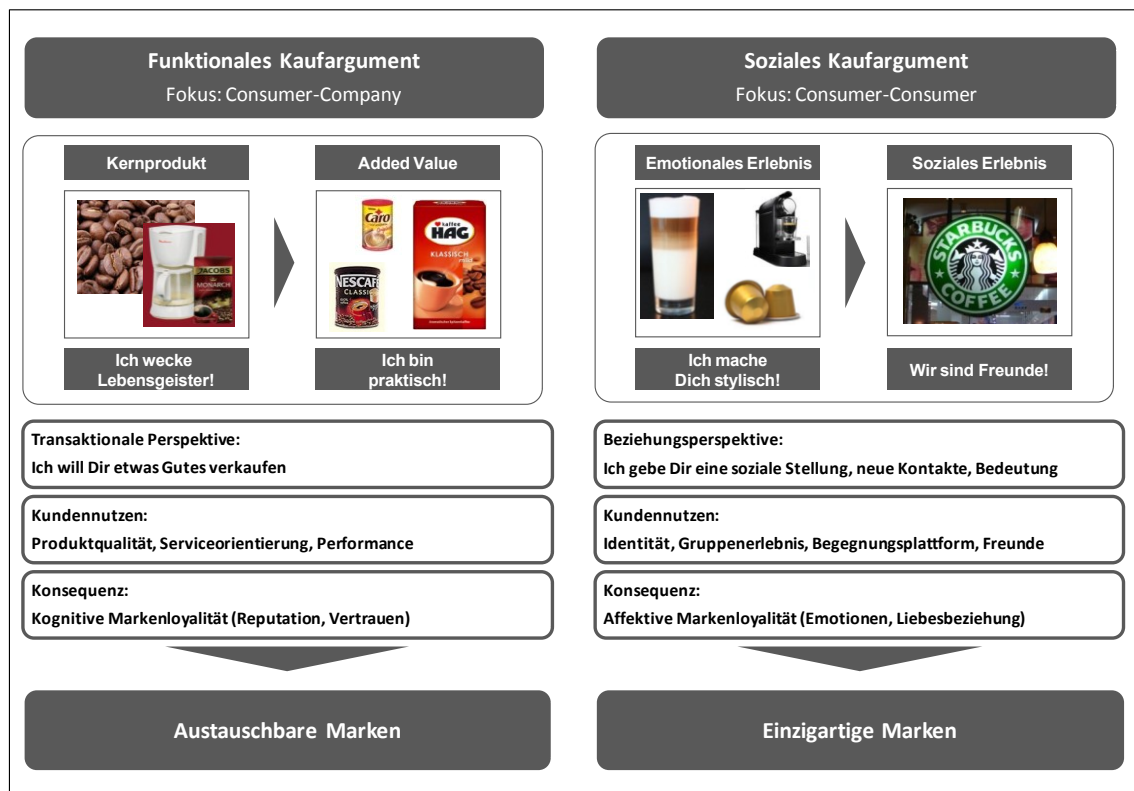 Funktionales Kaufargument
Fokus: Consumer-Company
Kernprodukt
Added Value
JACOBS
MONARCH
Caro
kaffee
HAG
KLASSISCH
mild
NESCAFÉ
CLASSIC
Ich wecke
Lebensgeister!
Ich bin
praktisch!
Transaktionale Perspektive:
Ich will Dir etwas Gutes verkaufen
Kundennutzen:
Produktqualität, Serviceorientierung, Performance
Konsequenz:
Kognitive Markenloyalität (Reputation, Vertrauen)
Austauschbare Marken
Soziales Kaufargument
Fokus: Consumer-Consumer
Emotionales Erlebnis
Soziales Erlebnis
STARBUCKS
COFFEE
Ich mache
Dich stylisch!
Wir sind Freunde!
Beziehungsperspektive:
Ich gebe Dir eine soziale Stellung, neue Kontakte, Bedeutung
Kundennutzen:
Identität, Gruppenerlebnis, Begegnungsplattform, Freunde
Konsequenz:
Affektive Markenloyalität (Emotionen, Liebesbeziehung)
Einzigartige Marken